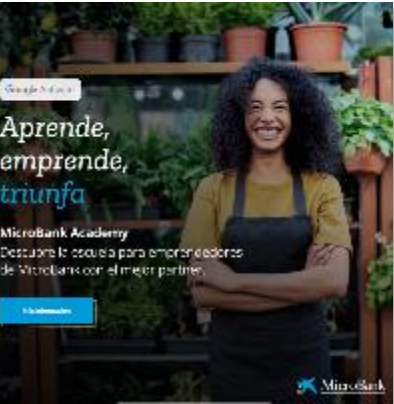 Aprende,
emprende,
triunfa
MicroBank Academy
Descubre la escuela para emprendedores
de MicroBank con el mejor partner.
MicroBank